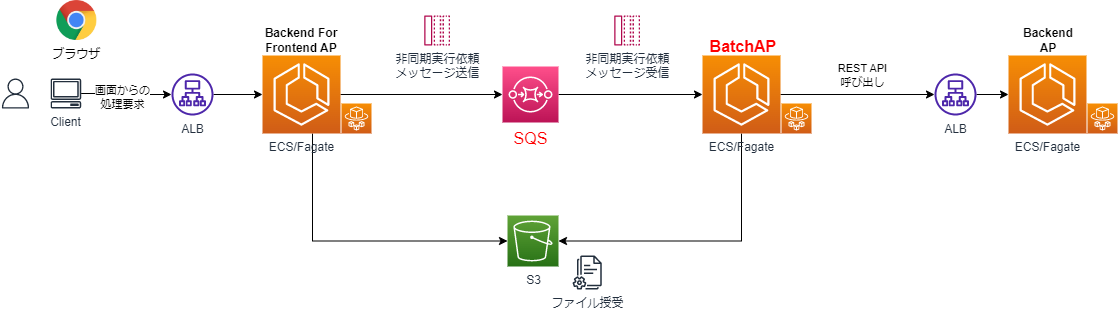 ブラウザ
Client
画面からの
処理要求
ALB
Backend For
Frontend AP
ECS/Fagate
非同期実行依頼
メッセージ送信
SQS
非同期実行依頼
メッセージ受信
BatchAP
ECS/Fagate
REST API
呼び出し
ALB
Backend
AP
ECS/Fagate
S3
ファイル授受